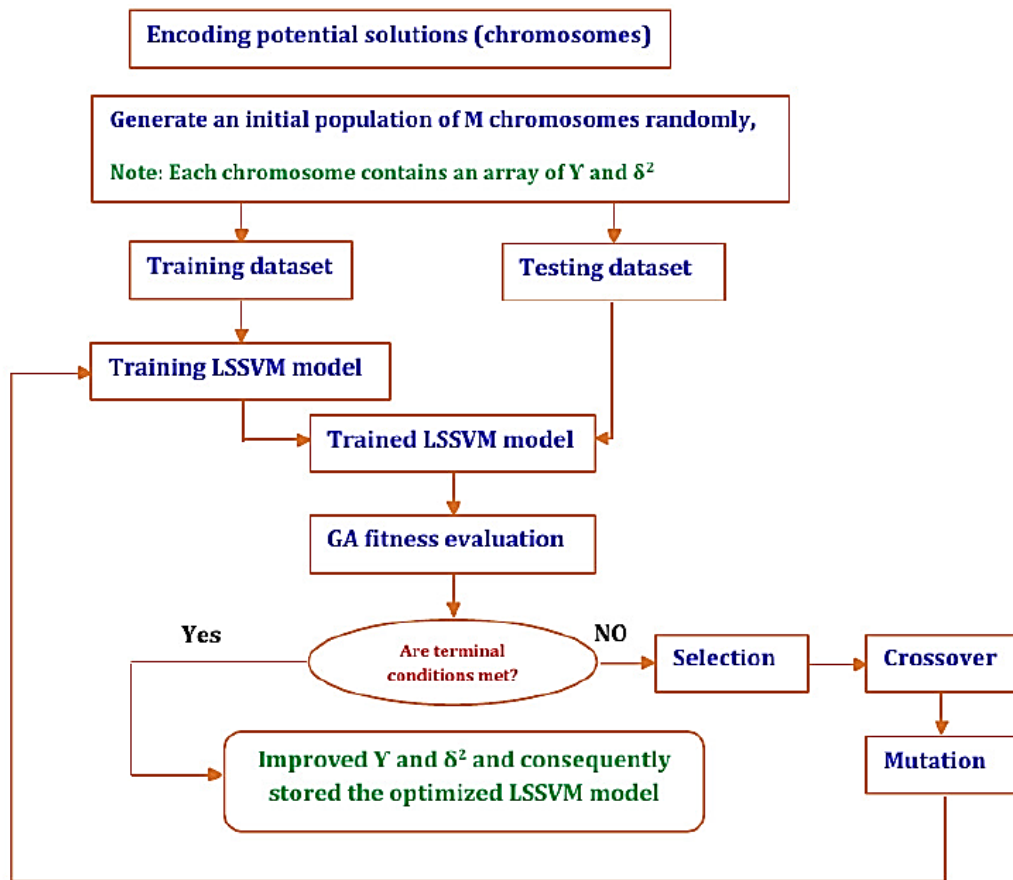 Encoding potential solutions (chromosomes)
Generate an initial population of M chromosomes randomly,
Note: Each chromosome contains an array of ϒ and δ²
Training dataset
Testing dataset
Training LSSVM model
Trained LSSVM model
GA fitness evaluation
Yes
Are terminal
conditions met?
NO
Selection
Crossover
Mutation
Improved ϒ and δ² and consequently
stored the optimized LSSVM model